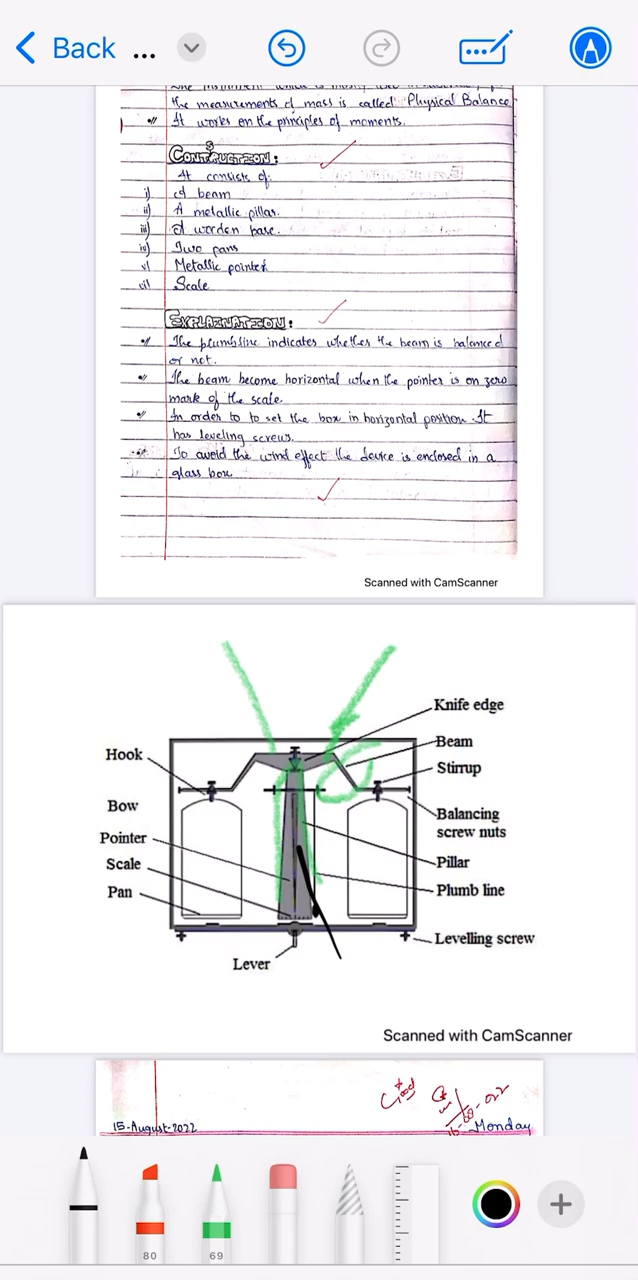 Back ...
the measurements of mass is called Physical Balance
It works on the principles of moments.
CONTRUCTION:
S
It consists of:
i) A beam
ii) A metallic pillar.
iii) A worden base.
iv) Two pans
v) Metallic pointer
vi) Scale
EXPLAINATION:
The plumbline indicates whether the beam is balanced
or not.
The beam become horizontal when the pointer is on zero
mark of the scale.
In order to to set the box in horizontal position. It
has leveling screws.
To avoid the wind effect the device is enclosed in a
glass box
Scanned with CamScanner
Knife edge
Hook
Beam
Stirrup
Bow
Balancing
screw nuts
Pointer
Scale
Pillar
Pan
Plumb line
Levelling screw
Lever
Scanned with CamScanner
Good
15-August-2022
Monday
80
69